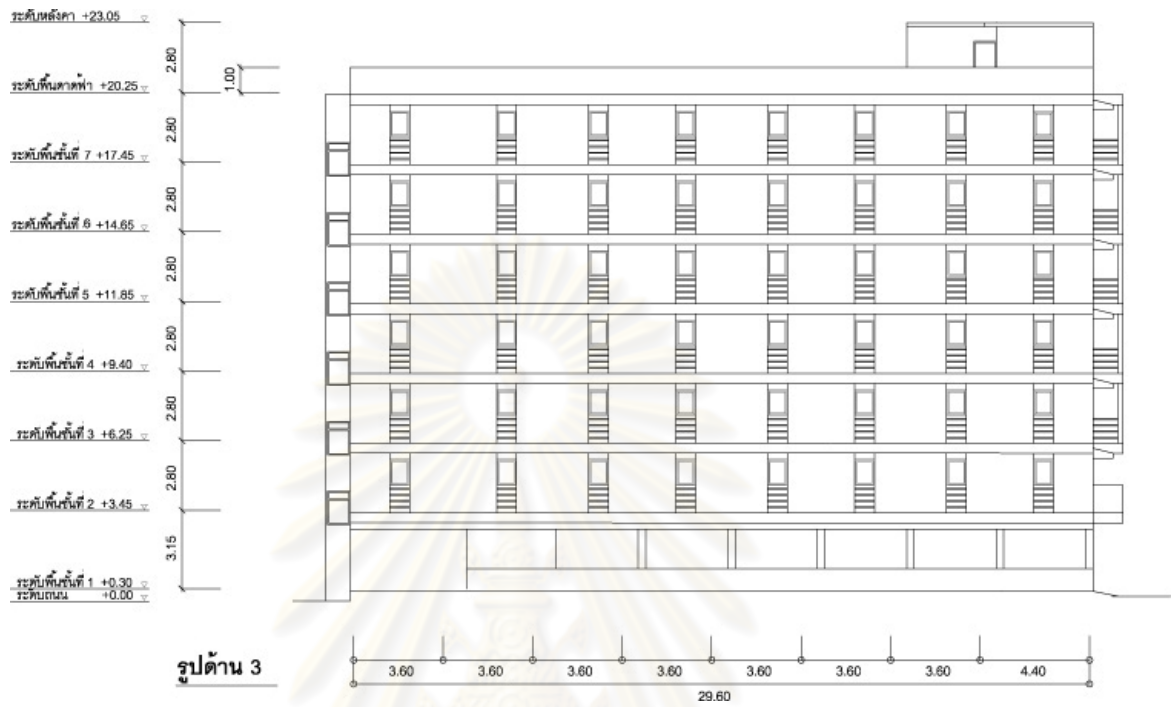 ระดับหลังคา +23.05
2.80
1.00
ระดับพื้นดาดฟ้า +20.25
2.80
ระดับพื้นชั้นที่ 7 +17.45
2.80
ระดับพื้นชั้นที่ 6 +14.65
2.80
ระดับพื้นชั้นที่ 5 +11.85
2.80
ระดับพื้นชั้นที่ 4 +9.40
2.80
ระดับพื้นชั้นที่ 3 +6.25
2.80
ระดับพื้นชั้นที่ 2 +3.45
3.15
ระดับพื้นชั้นที่ 1 +0.30
ระดับถนน +0.00
รูปด้าน 3
3.60 3.60 3.60 3.60 3.60 3.60 3.60 4.40
29.60